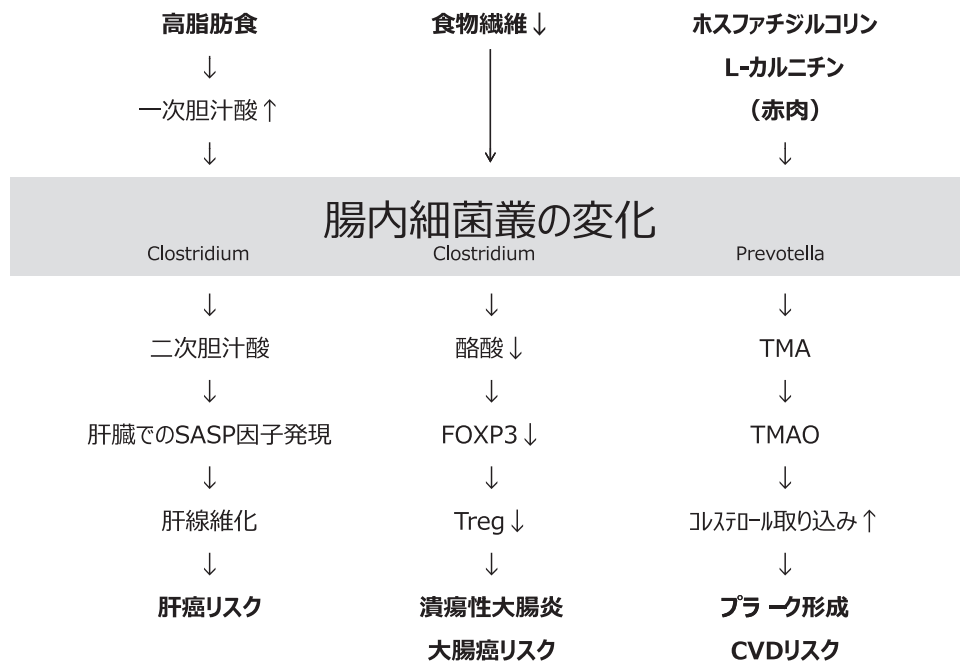 高脂肪食
↓
一次胆汁酸↑
↓
食物繊維↓
↓
ホスファチジルコリン
L-カルニチン
（赤肉）
↓
腸内細菌叢の変化
Clostridium
Clostridium
Prevotella
↓
二次胆汁酸
↓
肝臓でのSASP因子発現
↓
肝線維化
↓
肝癌リスク
↓
酪酸↓
↓
FOXP3↓
↓
Treg↓
↓
潰瘍性大腸炎
大腸癌リスク
↓
TMA
↓
TMAO
↓
コレステロール取り込み↑
↓
プラーク形成
CVDリスク